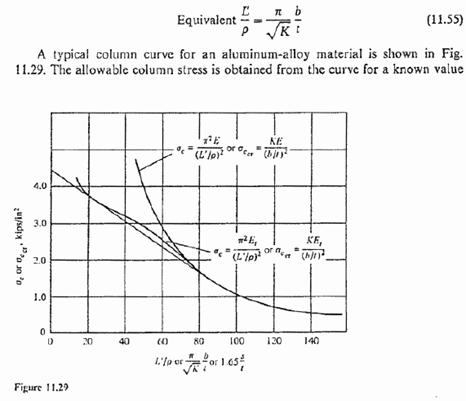 Equivalent L'/ρ = π/√K b/t (11.55)
A typical column curve for an aluminum-alloy material is shown in Fig.
11.29. The allowable column stress is obtained from the curve for a known value
σc = π²E/(L'/ρ)² or σccr = KE/(b/t)²
4.0
3.0
σc = π²Et/(L'/ρ)² or σccr = KEt/(b/t)²
2.0
1.0
0
σc or σccr, kips/in²
0 20 40 60 80 100 120 140
L'/ρ or π/√K b/t or 1.65 s/t
Figure 11.29